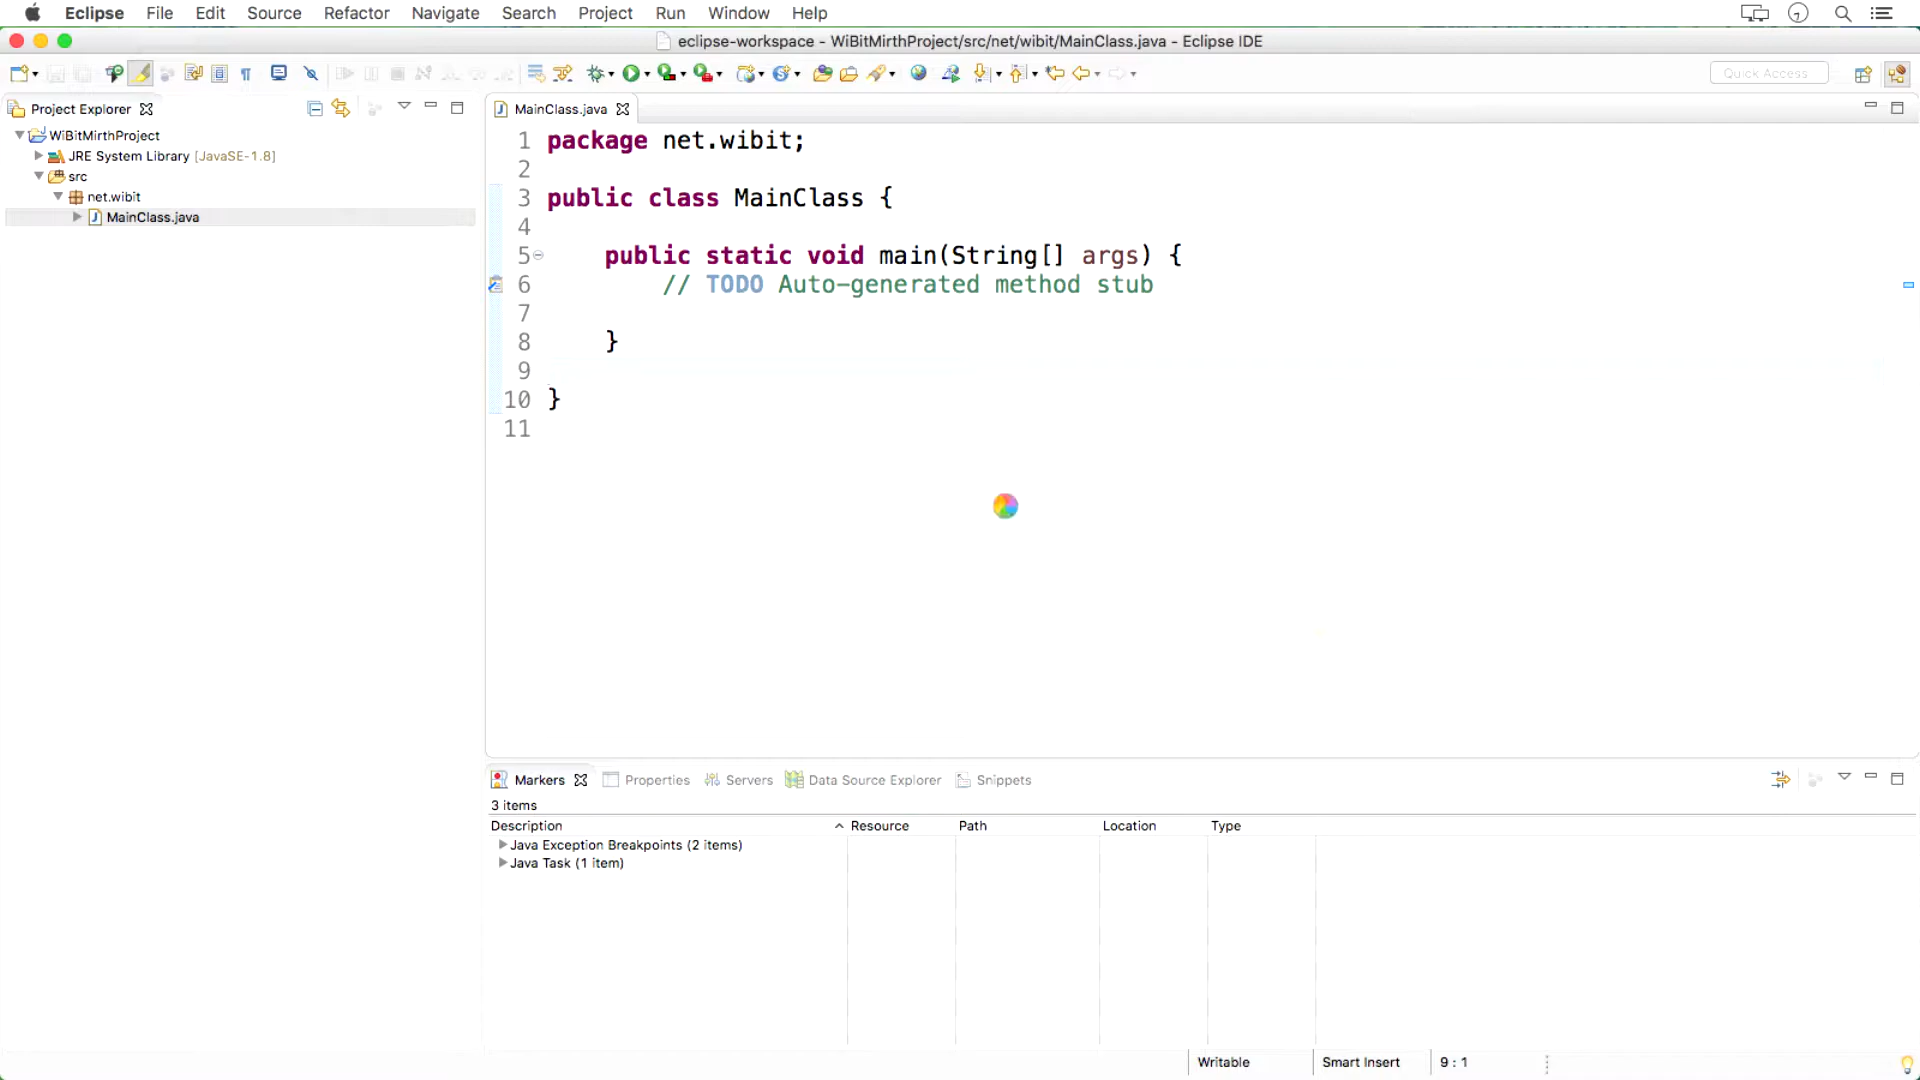 Eclipse File Edit Source Refactor Navigate Search Project Run Window Help
eclipse-workspace - WiBitMirthProject/src/net/wibit/MainClass.java - Eclipse IDE
Quick Access
Project Explorer
WiBitMirthProject
JRE System Library [JavaSE-1.8]
src
net.wibit
MainClass.java
MainClass.java
1 package net.wibit;
2
3 public class MainClass {
4
5 public static void main(String[] args) {
6 // TODO Auto-generated method stub
7
8 }
9
10 }
11
Markers Properties Servers Data Source Explorer Snippets
3 items
Description Resource Path Location Type
Java Exception Breakpoints (2 items)
Java Task (1 item)
Writable Smart Insert 9 : 1